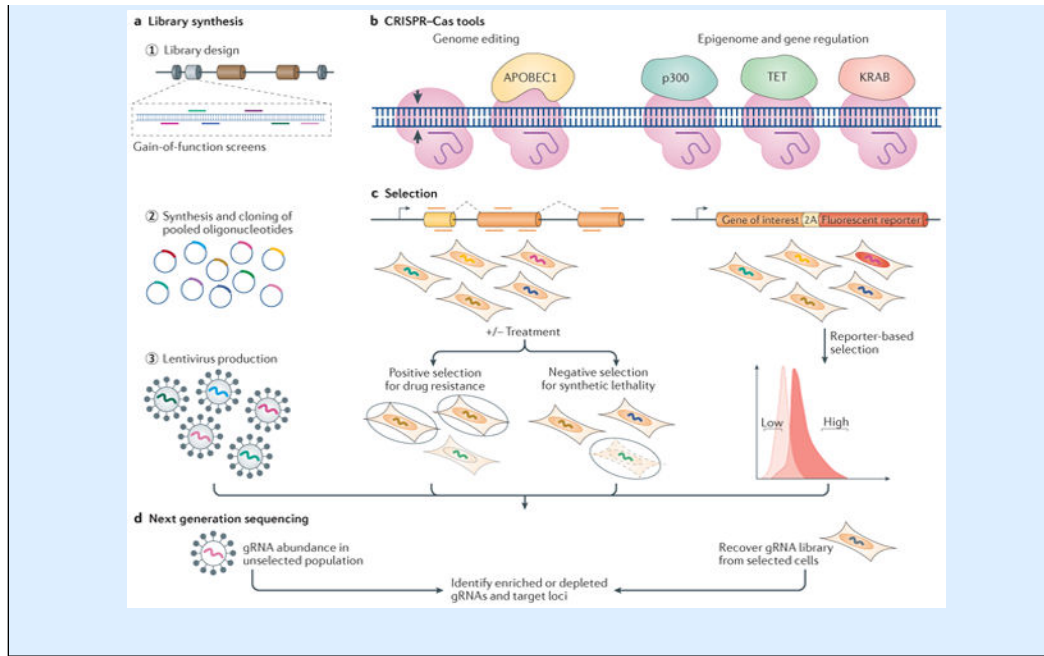 a Library synthesis
① Library design
Gain-of-function screens
② Synthesis and cloning of
pooled oligonucleotides
③ Lentivirus production
b CRISPR–Cas tools
Genome editing
Epigenome and gene regulation
APOBEC1
p300
TET
KRAB
c Selection
Gene of interest 2A Fluorescent reporter
+/– Treatment
Positive selection
for drug resistance
Negative selection
for synthetic lethality
Reporter-based
selection
Low
High
d Next generation sequencing
gRNA abundance in
unselected population
Recover gRNA library
from selected cells
Identify enriched or depleted
gRNAs and target loci